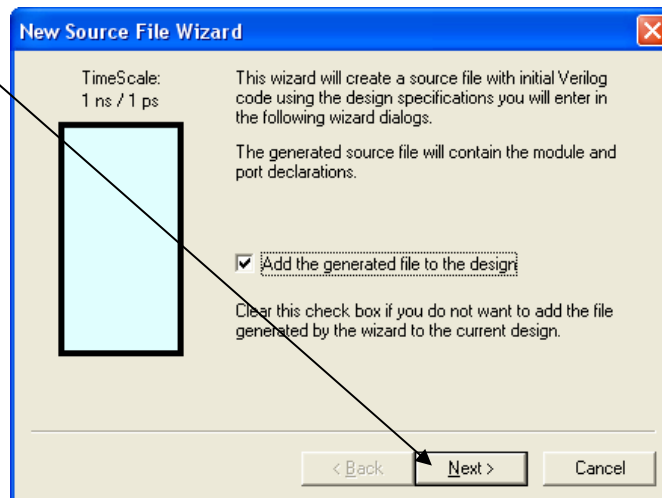 New Source File Wizard
TimeScale:
1 ns / 1 ps
This wizard will create a source file with initial Verilog
code using the design specifications you will enter in
the following wizard dialogs.
The generated source file will contain the module and
port declarations.
Add the generated file to the design
Clear this check box if you do not want to add the file
generated by the wizard to the current design.
< Back
Next >
Cancel